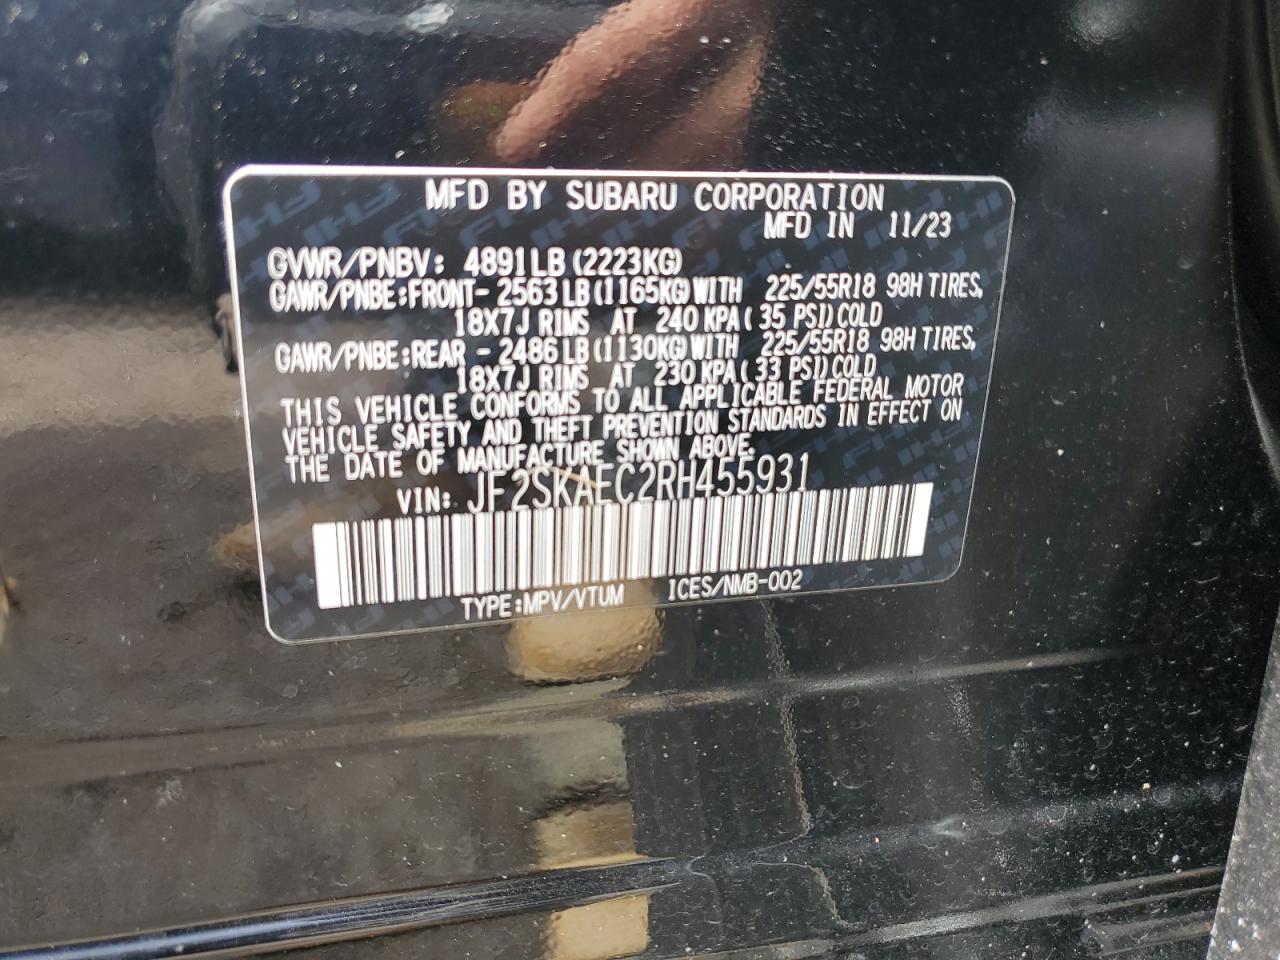 MFD BY SUBARU CORPORATION
MFD IN 11/23
GVWR/PNBV: 4891LB (2223KG)
GAWR/PNBE:FRONT- 2563LB(1165KG)WITH 225/55R18 98H TIRES,
18X7J RIMS AT 240 KPA( 35 PSI)COLD
GAWR/PNBE:REAR - 2486LB(1130KG)WITH 225/55R18 98H TIRES,
18X7J RIMS AT 230 KPA( 33 PSI)COLD
THIS VEHICLE CONFORMS TO ALL APPLICABLE FEDERAL MOTOR
VEHICLE SAFETY AND THEFT PREVENTION STANDARDS IN EFFECT ON
THE DATE OF MANUFACTURE SHOWN ABOVE.
VIN: JF2SKAEC2RH455931
TYPE:MPV/VTUM ICES/NMB-002